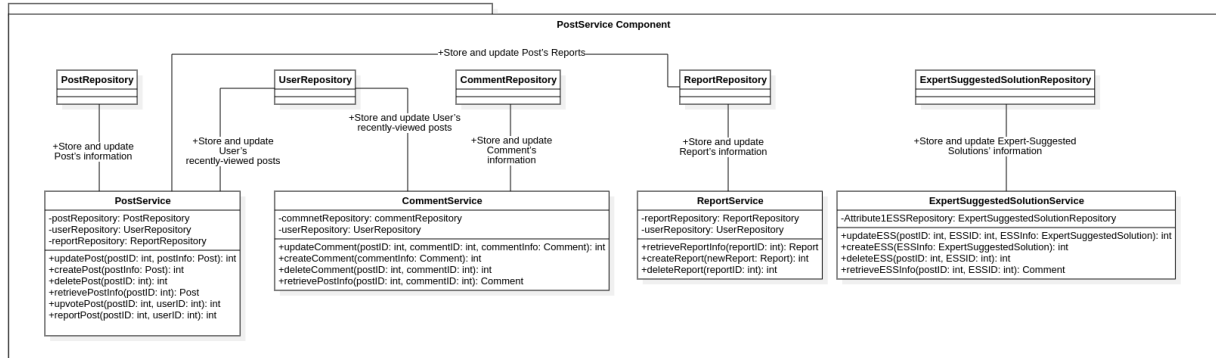 PostService Component
+Store and update Post's Reports
PostRepository
UserRepository
CommentRepository
ReportRepository
ExpertSuggestedSolutionRepository
+Store and update
Post's information
+Store and update
User's
recently-viewed posts
+Store and update User's
recently-viewed posts
+Store and update
Comment's
information
+Store and update
Report's information
+Store and update Expert-Suggested
Solutions' information
PostService
-postRepository: PostRepository
-userRepository: UserRepository
-reportRepository: ReportRepository
+updatePost(postID: int, postInfo: Post): int
+createPost(postInfo: Post): int
+deletePost(postID: int): int
+retrievePostInfo(postID: int): Post
+upvotePost(postID: int, userID: int): int
+reportPost(postID: int, userID: int): int
CommentService
-commnetRepository: commentRepository
-userRepository: UserRepository
+updateComment(postID: int, commentID: int, commentInfo: Comment): int
+createComment(commentInfo: Comment): int
+deleteComment(postID: int, commentID: int): int
+retrievePostInfo(postID: int, commentID: int): Comment
ReportService
-reportRepository: ReportRepository
-userRepository: UserRepository
+retrieveReportInfo(reportID: int): Report
+createReport(newReport: Report): int
+deleteReport(reportID: int): int
ExpertSuggestedSolutionService
-Attribute1ESSRepository: ExpertSuggestedSolutionRepository
+updateESS(postID: int, ESSID: int, ESSInfo: ExpertSuggestedSolution): int
+createESS(ESSInfo: ExpertSuggestedSolution): int
+deleteESS(postID: int, ESSID: int): int
+retrieveESSInfo(postID: int, ESSID: int): Comment